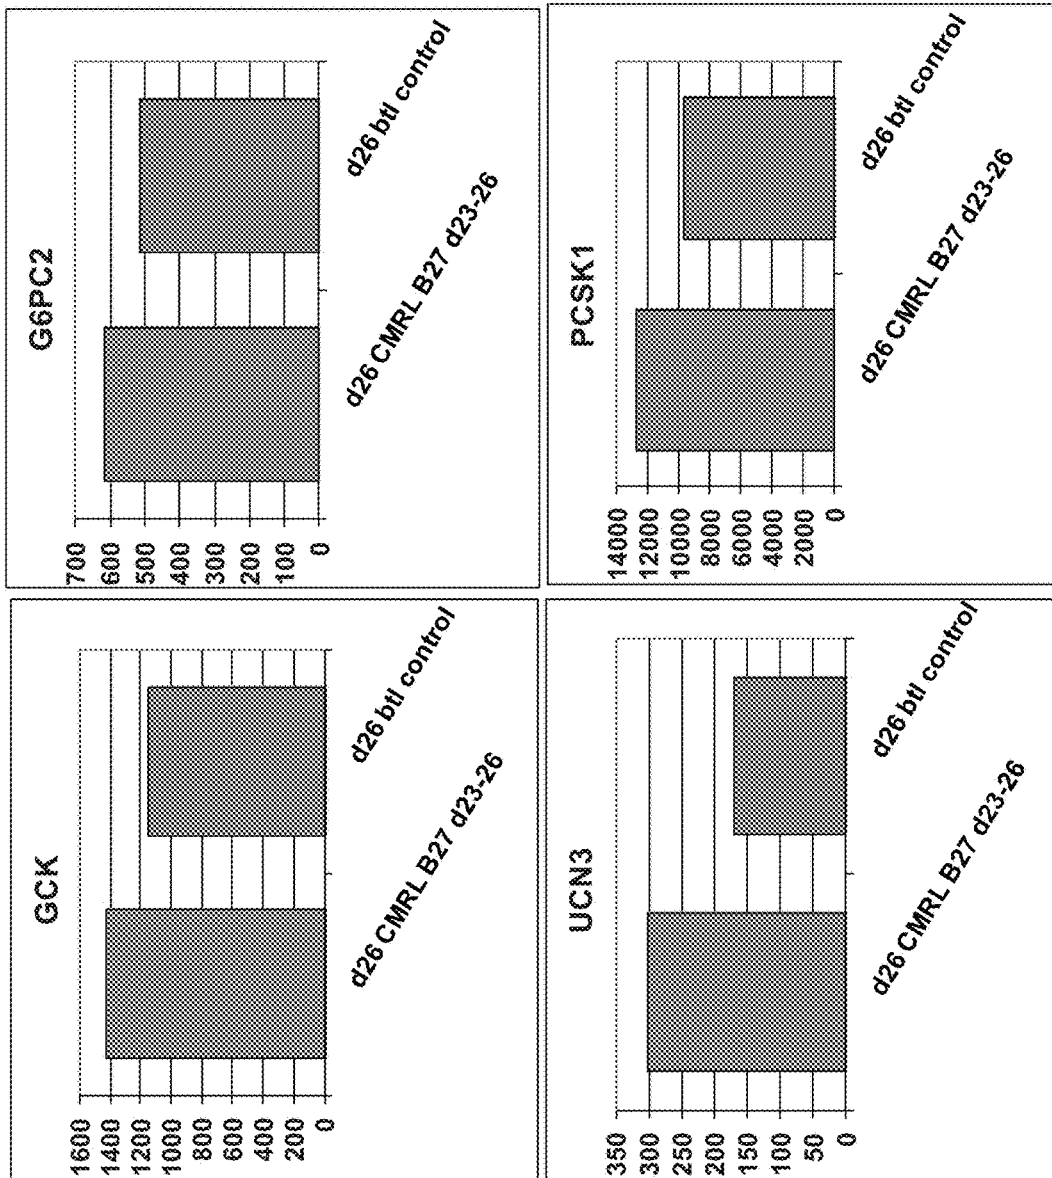 GCK
1600
1400
1200
1000
800
600
400
200
0
d26 CMRL B27 d23-26
d26 btl control
G6PC2
700
600
500
400
300
200
100
0
d26 CMRL B27 d23-26
d26 btl control
UCN3
350
300
250
200
150
100
50
0
d26 CMRL B27 d23-26
d26 btl control
PCSK1
14000
12000
10000
8000
6000
4000
2000
0
d26 CMRL B27 d23-26
d26 btl control